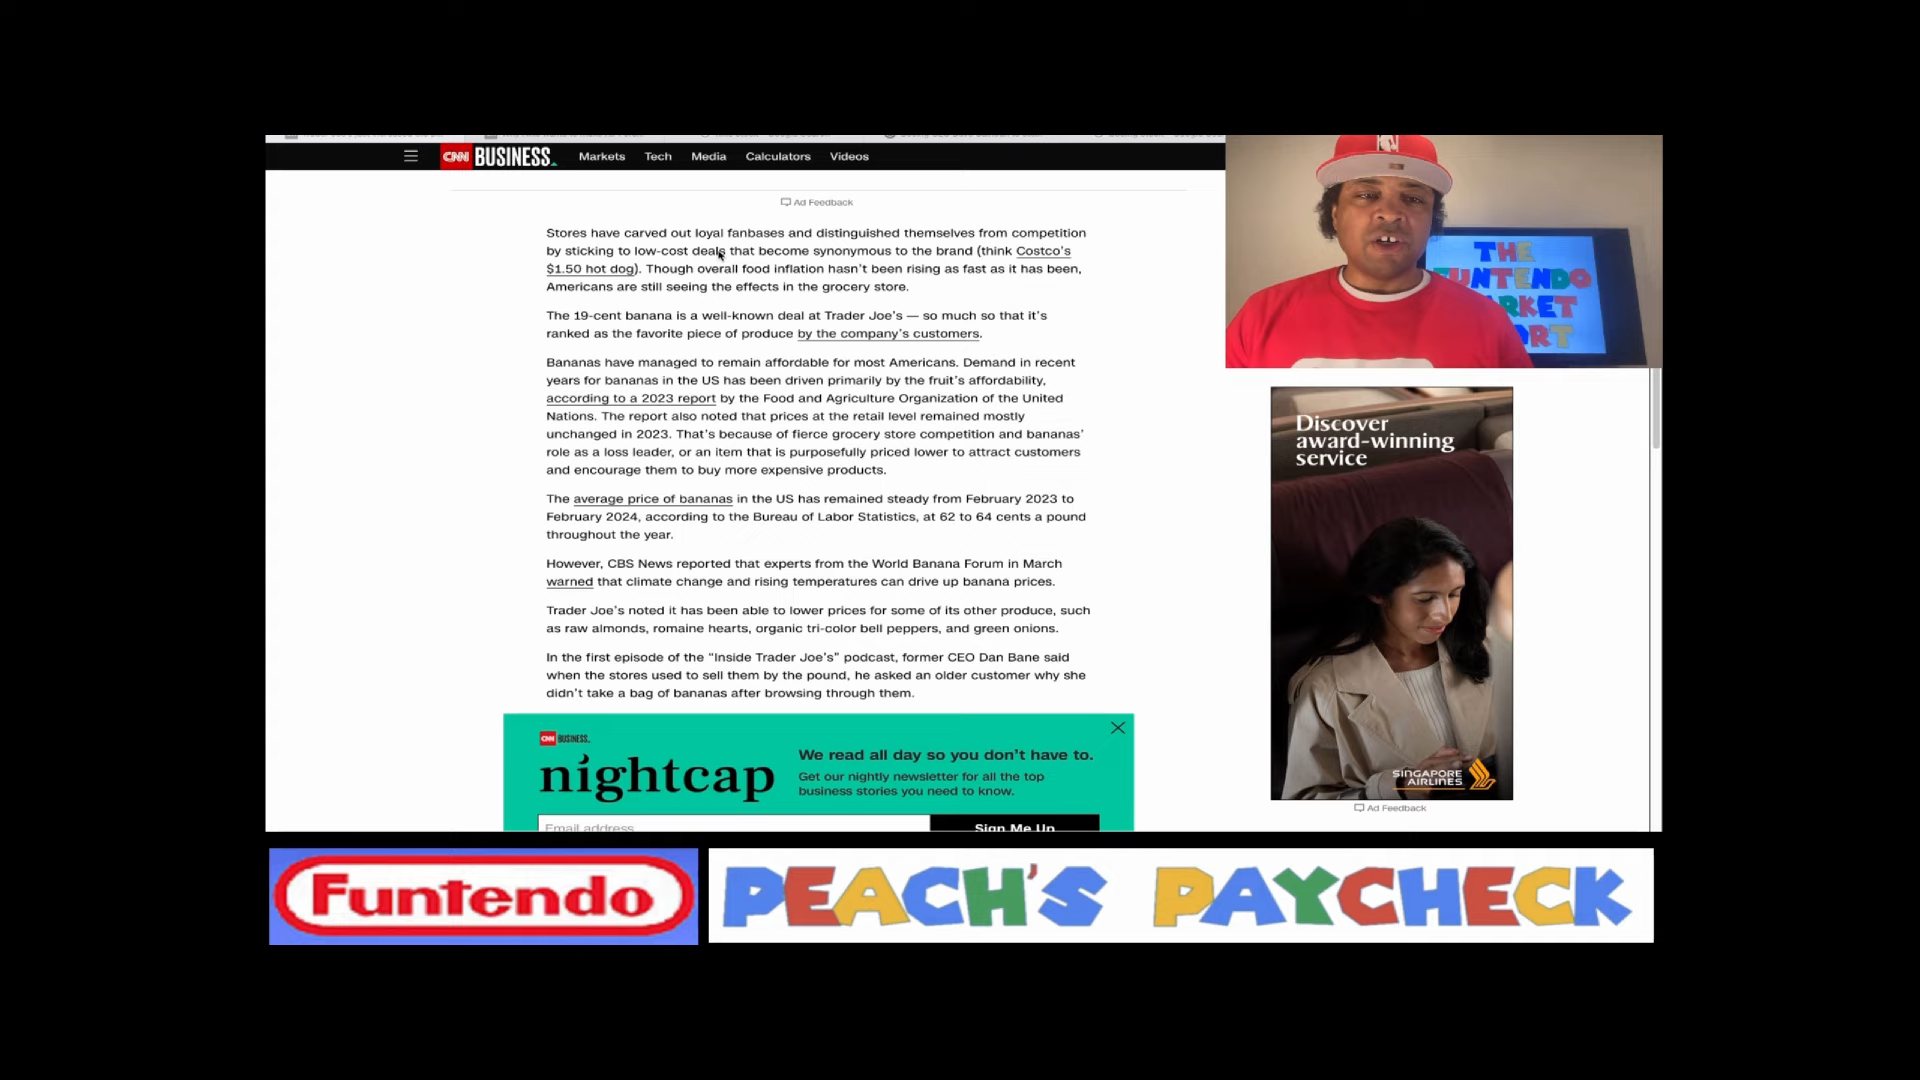 CNN BUSINESS
Markets
Tech
Media
Calculators
Videos
Ad Feedback
Stores have carved out loyal fanbases and distinguished themselves from competition
by sticking to low-cost deals that become synonymous to the brand (think Costco's
$1.50 hot dog). Though overall food inflation hasn't been rising as fast as it has been,
Americans are still seeing the effects in the grocery store.
The 19-cent banana is a well-known deal at Trader Joe's — so much so that it's
ranked as the favorite piece of produce by the company's customers.
Bananas have managed to remain affordable for most Americans. Demand in recent
years for bananas in the US has been driven primarily by the fruit's affordability,
according to a 2023 report by the Food and Agriculture Organization of the United
Nations. The report also noted that prices at the retail level remained mostly
unchanged in 2023. That's because of fierce grocery store competition and bananas'
role as a loss leader, or an item that is purposefully priced lower to attract customers
and encourage them to buy more expensive products.
The average price of bananas in the US has remained steady from February 2023 to
February 2024, according to the Bureau of Labor Statistics, at 62 to 64 cents a pound
throughout the year.
However, CBS News reported that experts from the World Banana Forum in March
warned that climate change and rising temperatures can drive up banana prices.
Trader Joe's noted it has been able to lower prices for some of its other produce, such
as raw almonds, romaine hearts, organic tri-color bell peppers, and green onions.
In the first episode of the "Inside Trader Joe's" podcast, former CEO Dan Bane said
when the stores used to sell them by the pound, he asked an older customer why she
didn't take a bag of bananas after browsing through them.
CNN BUSINESS
nightcap
We read all day so you don't have to.
Get our nightly newsletter for all the top
business stories you need to know.
Email address
Sign Me Up
THE
Discover
award-winning
service
SINGAPORE
AIRLINES
Ad Feedback
Funtendo
PEACH'S PAYCHECK